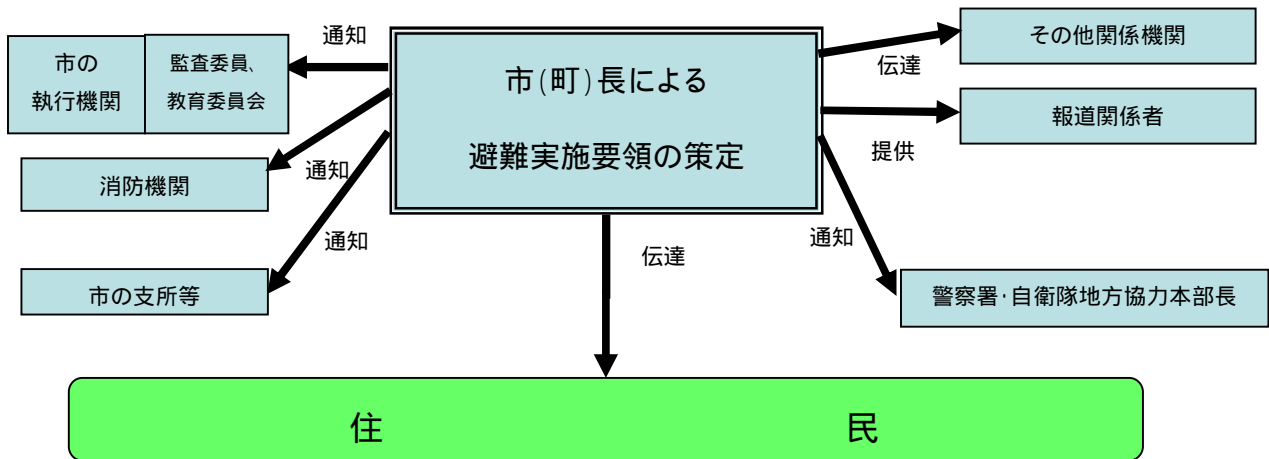 通知
市の
執行機関
監査委員、
教育委員会
消防機関
通知
市の支所等
通知
市(町)長による
避難実施要領の策定
その他関係機関
伝達
報道関係者
提供
通知
警察署・自衛隊地方協力本部長
伝達
住 民